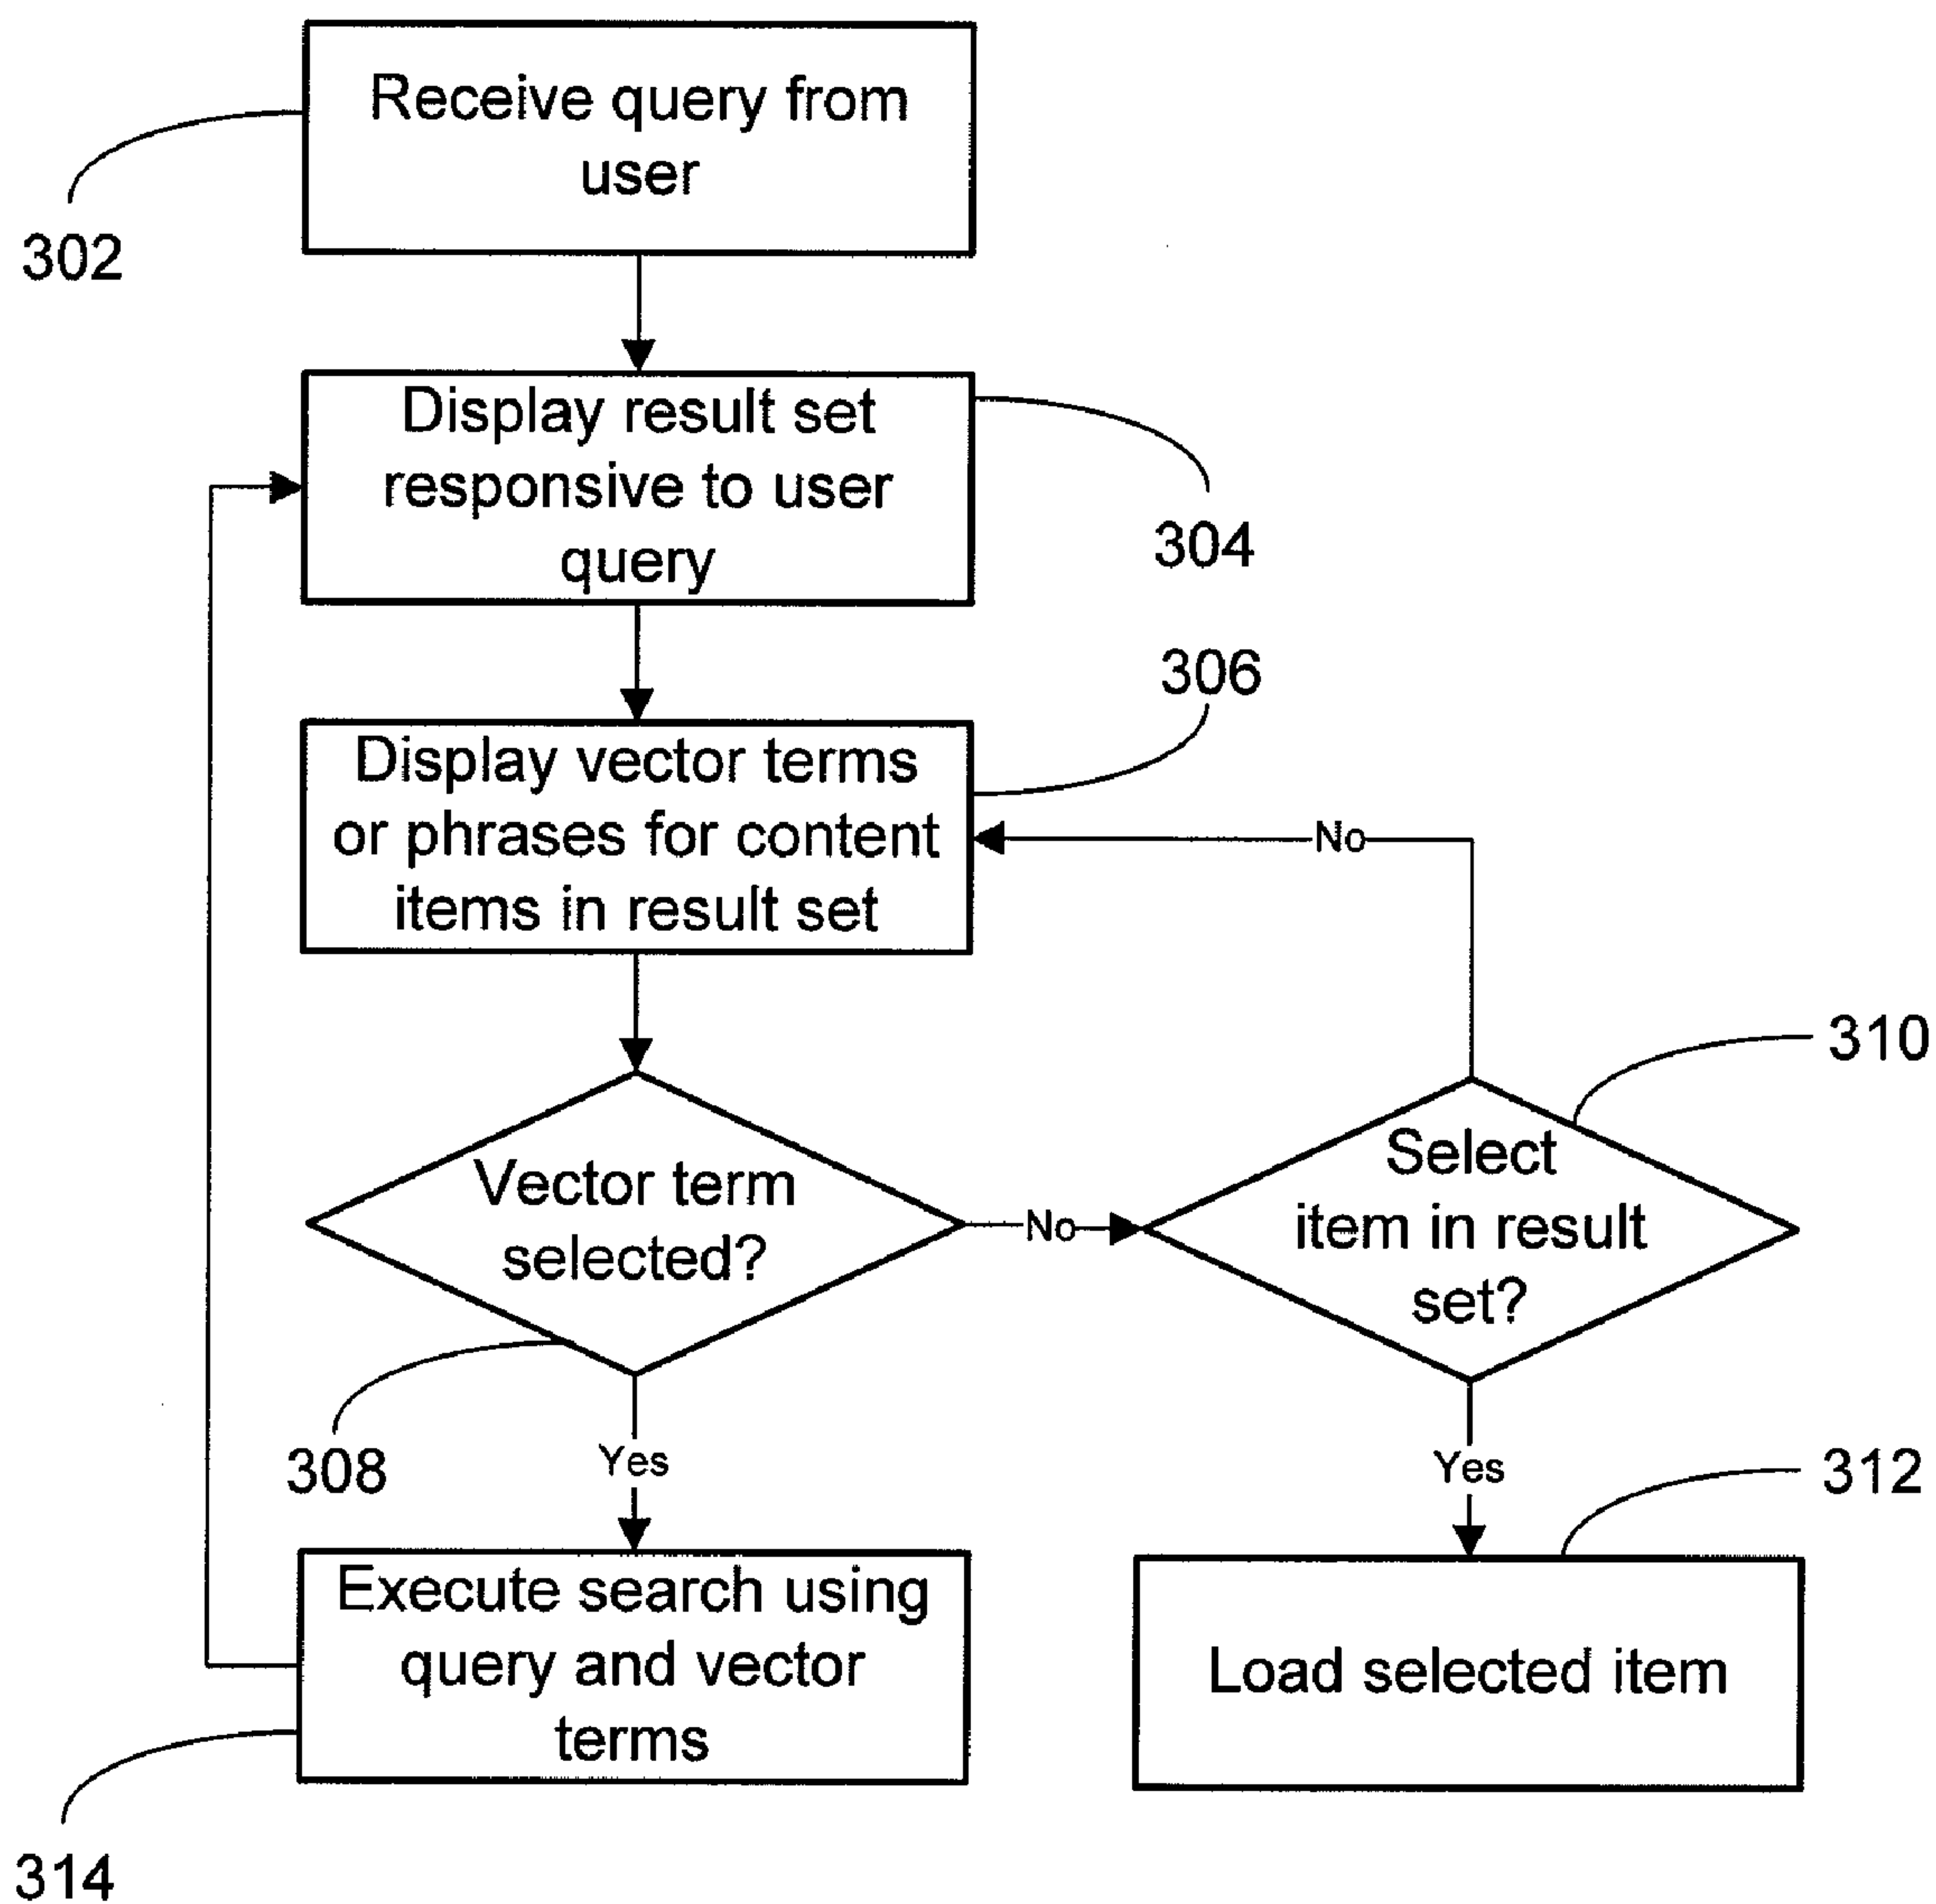 Receive query from
user
302
Display result set
responsive to user
query
304
306
Display vector terms
or phrases for content
items in result set
No
310
Vector term
selected?
No
Select
item in result
set?
308
Yes
Yes
312
Execute search using
query and vector
terms
Load selected item
314